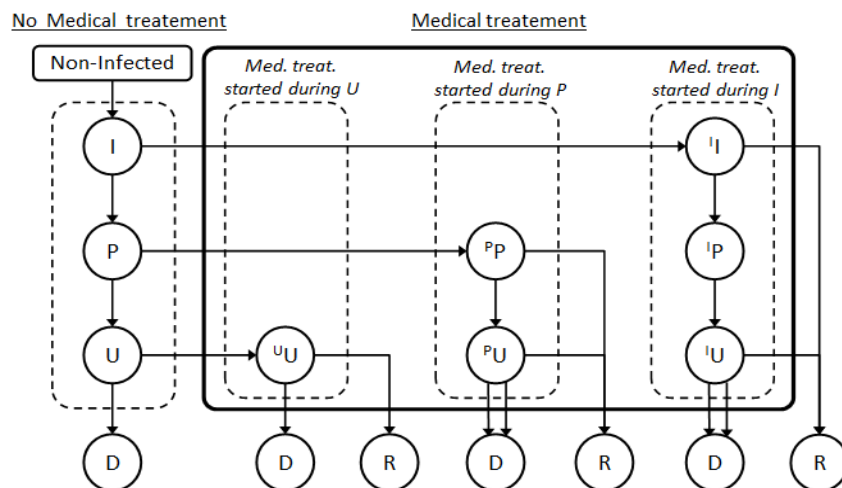 No Medical treatement
Medical treatement
Non-Infected
Med. treat.
started during U
Med. treat.
started during P
Med. treat.
started during I
I
ᴵI
P
ᴾP
ᴵP
U
ᵁU
ᴾU
ᴵU
D
D
R
D
R
D
R